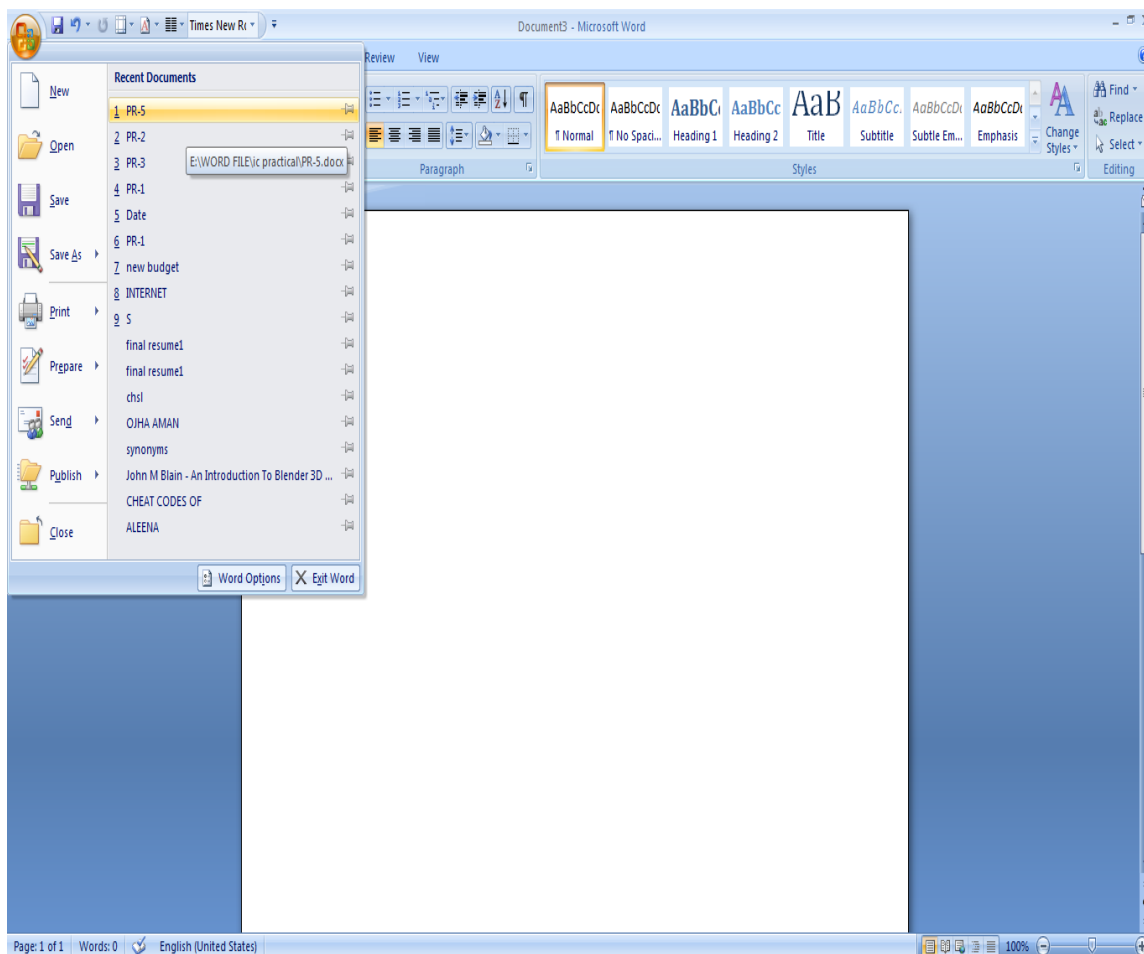 Times New Ro
Document3 - Microsoft Word
Review View
New
Open
Save
Save As
Print
Prepare
Send
Publish
Close
Recent Documents
1 PR-5
2 PR-2
3 PR-3
E:\WORD FILE\ic practical\PR-5.docx
4 PR-1
5 Date
6 PR-1
7 new budget
8 INTERNET
9 S
final resume1
final resume1
chsl
OJHA AMAN
synonyms
John M Blain - An Introduction To Blender 3D ...
CHEAT CODES OF
ALEENA
Word Options Exit Word
AaBbCcDc AaBbCcDc AaBbC AaBbCc AaB AaBbCc. AaBbCcDc AaBbCcDc
¶ Normal ¶ No Spaci... Heading 1 Heading 2 Title Subtitle Subtle Em... Emphasis
Change Styles
Find
Replace
Select
Paragraph Styles Editing
Page: 1 of 1 Words: 0 English (United States) 100%